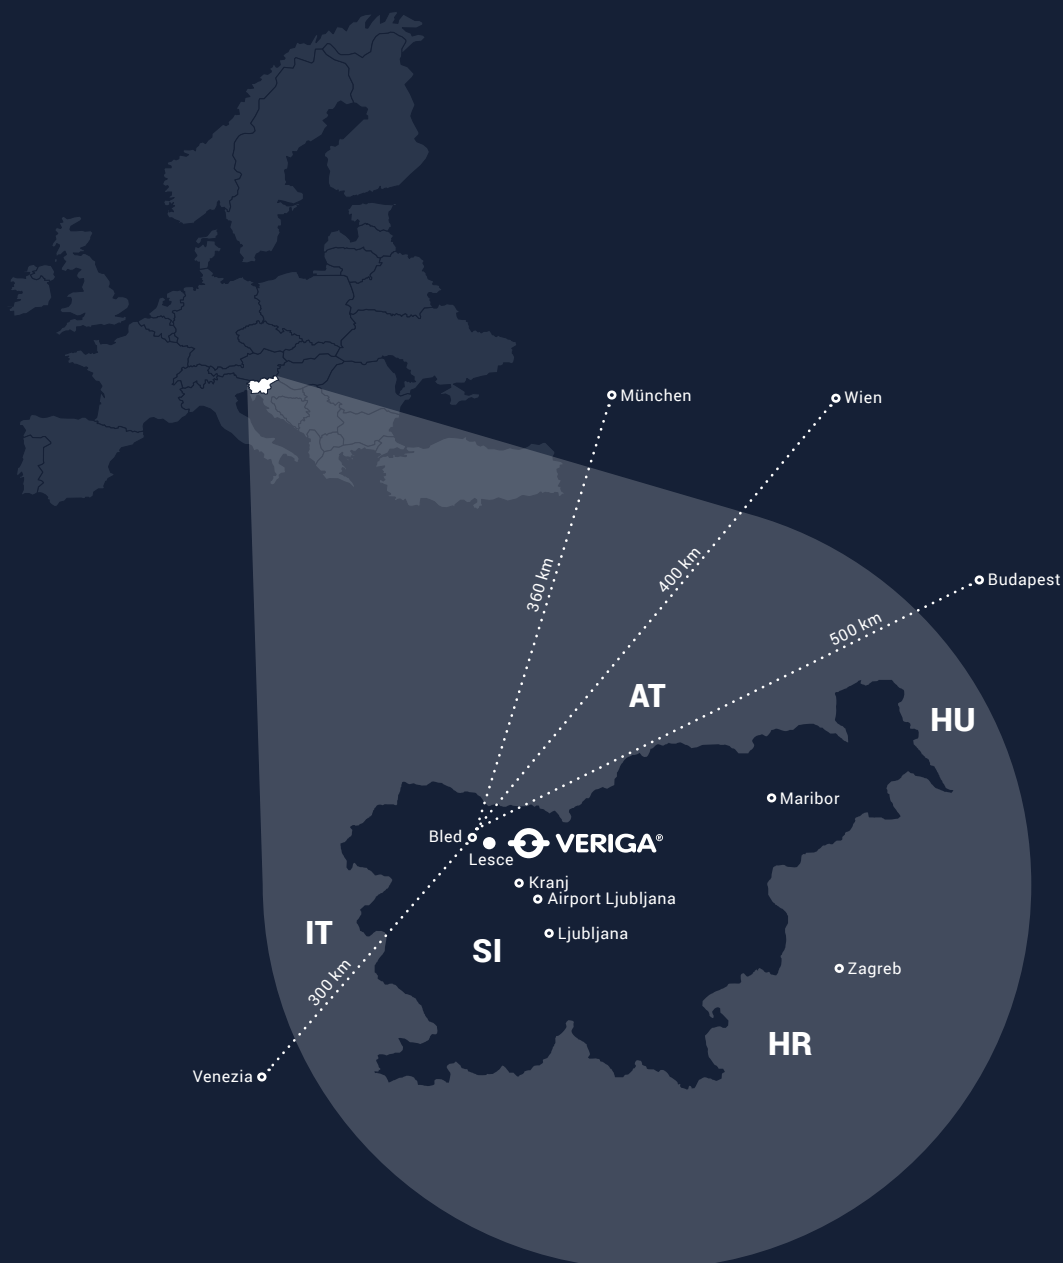 München
Wien
360 km
400 km
Budapest
500 km
AT
HU
Maribor
Bled
VERIGA®
Lesce
Kranj
Airport Ljubljana
IT
Ljubljana
SI
300 km
Zagreb
HR
Venezia